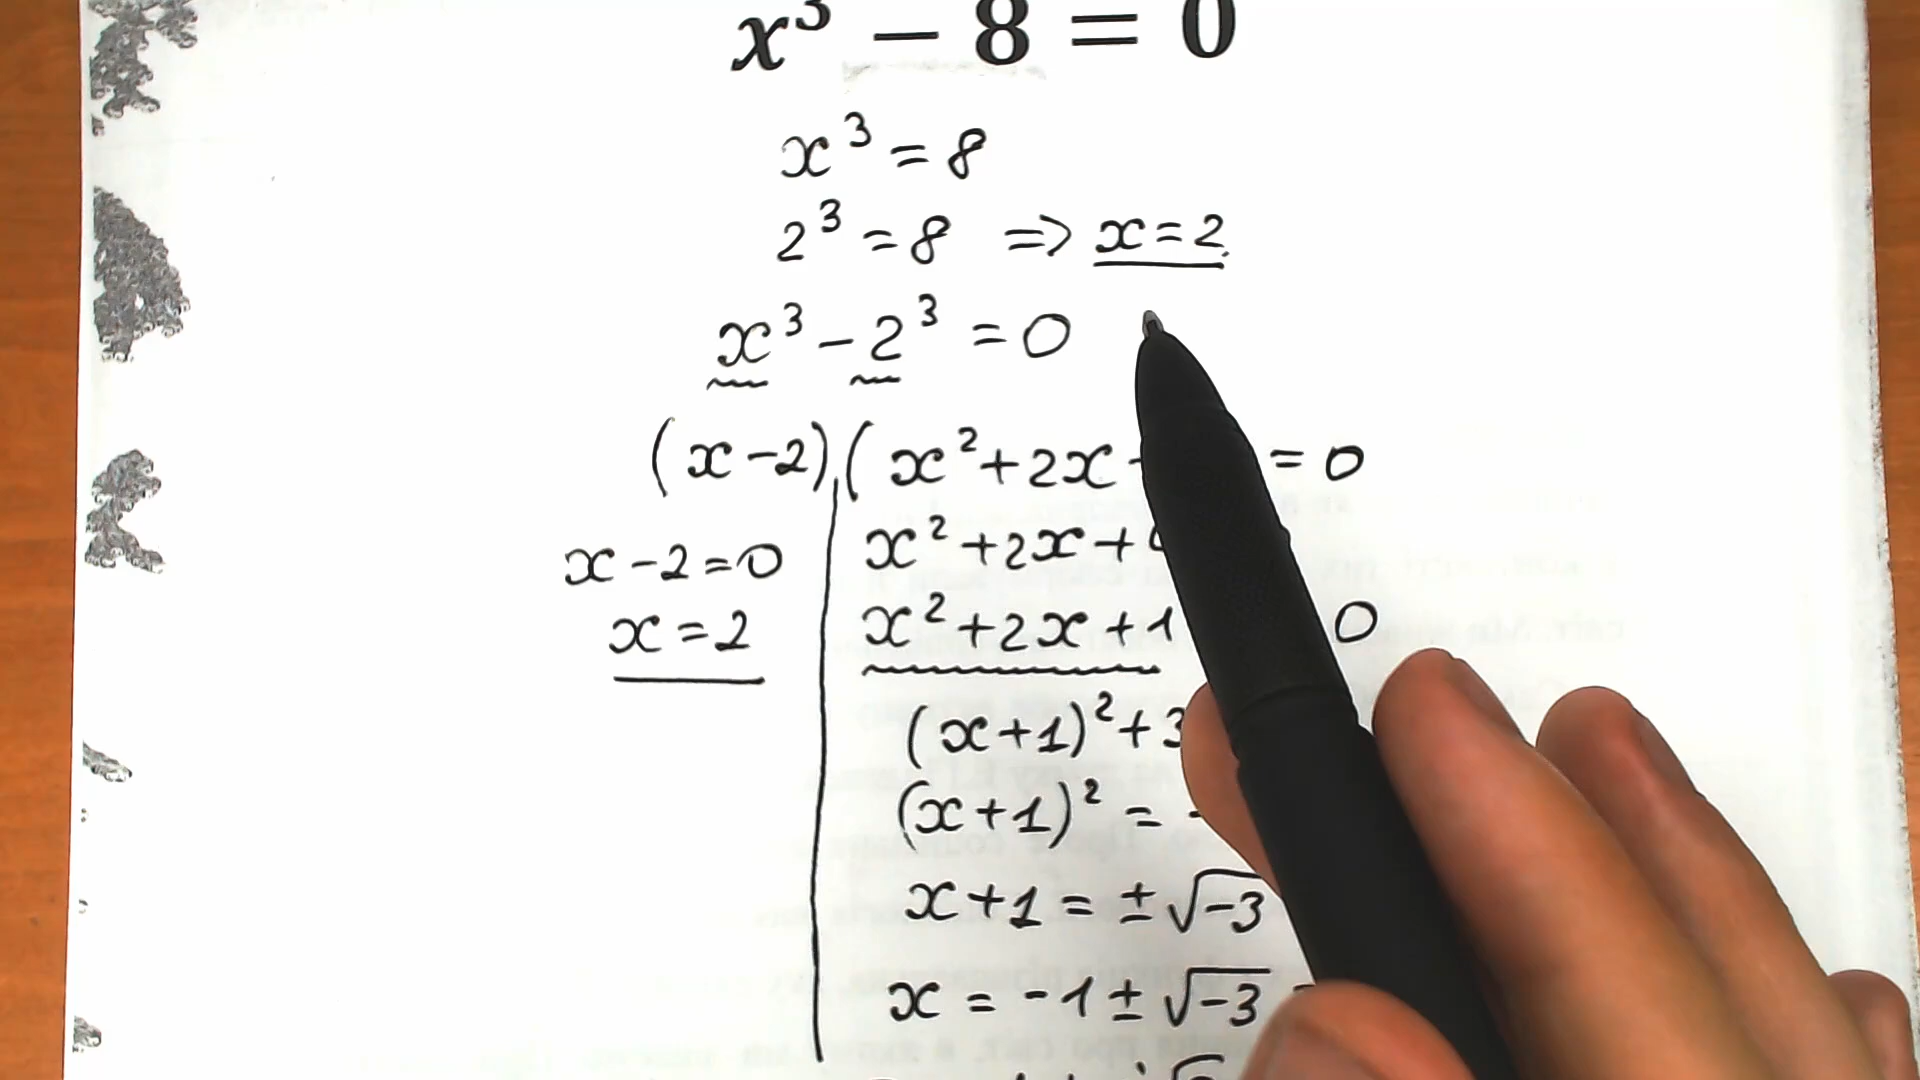 x³ − 8 = 0
x³ = 8
2³ = 8 => x = 2
x³ − 2³ = 0
(x − 2)(x² + 2x = 0
x − 2 = 0
x = 2
x² + 2x +
x² + 2x + 1 0
(x + 1)² + 3
(x + 1)² =
x + 1 = ± √−3
x = −1 ± √−3